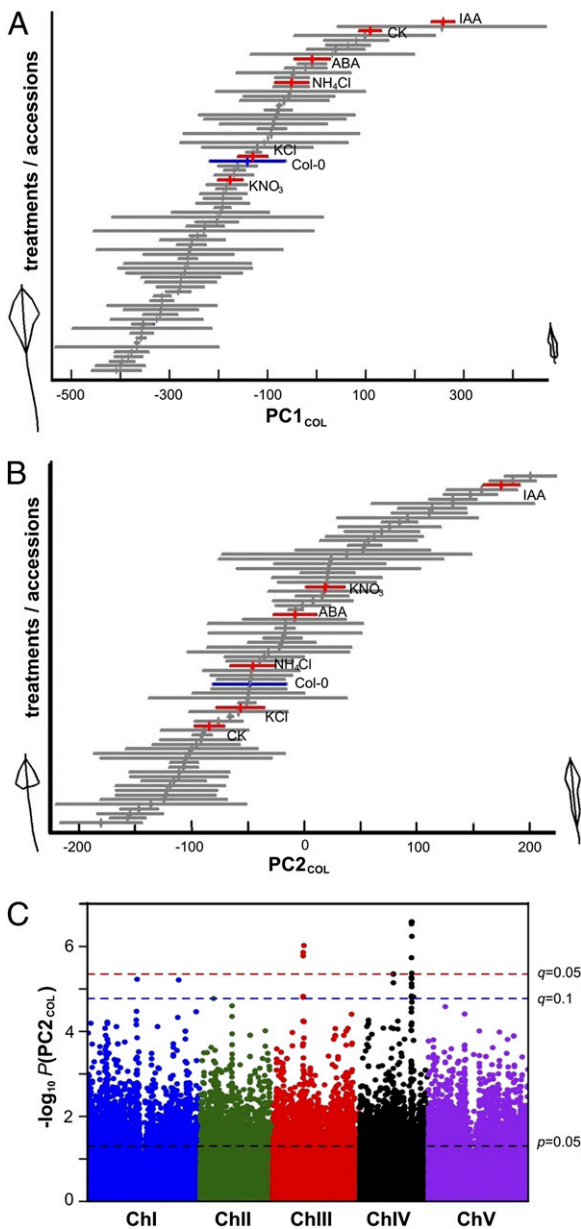 A
treatments / accessions
IAA
CK
ABA
NH₄Cl
KCl
Col-0
KNO₃
-500 -300 -100 100 300
PC1COL
B
treatments / accessions
IAA
KNO₃
ABA
NH₄Cl
Col-0
KCl
CK
-200 -100 0 100 200
PC2COL
C
-log₁₀ P(PC2COL)
6
4
2
0
q=0.05
q=0.1
p=0.05
ChI ChII ChIII ChIV ChV